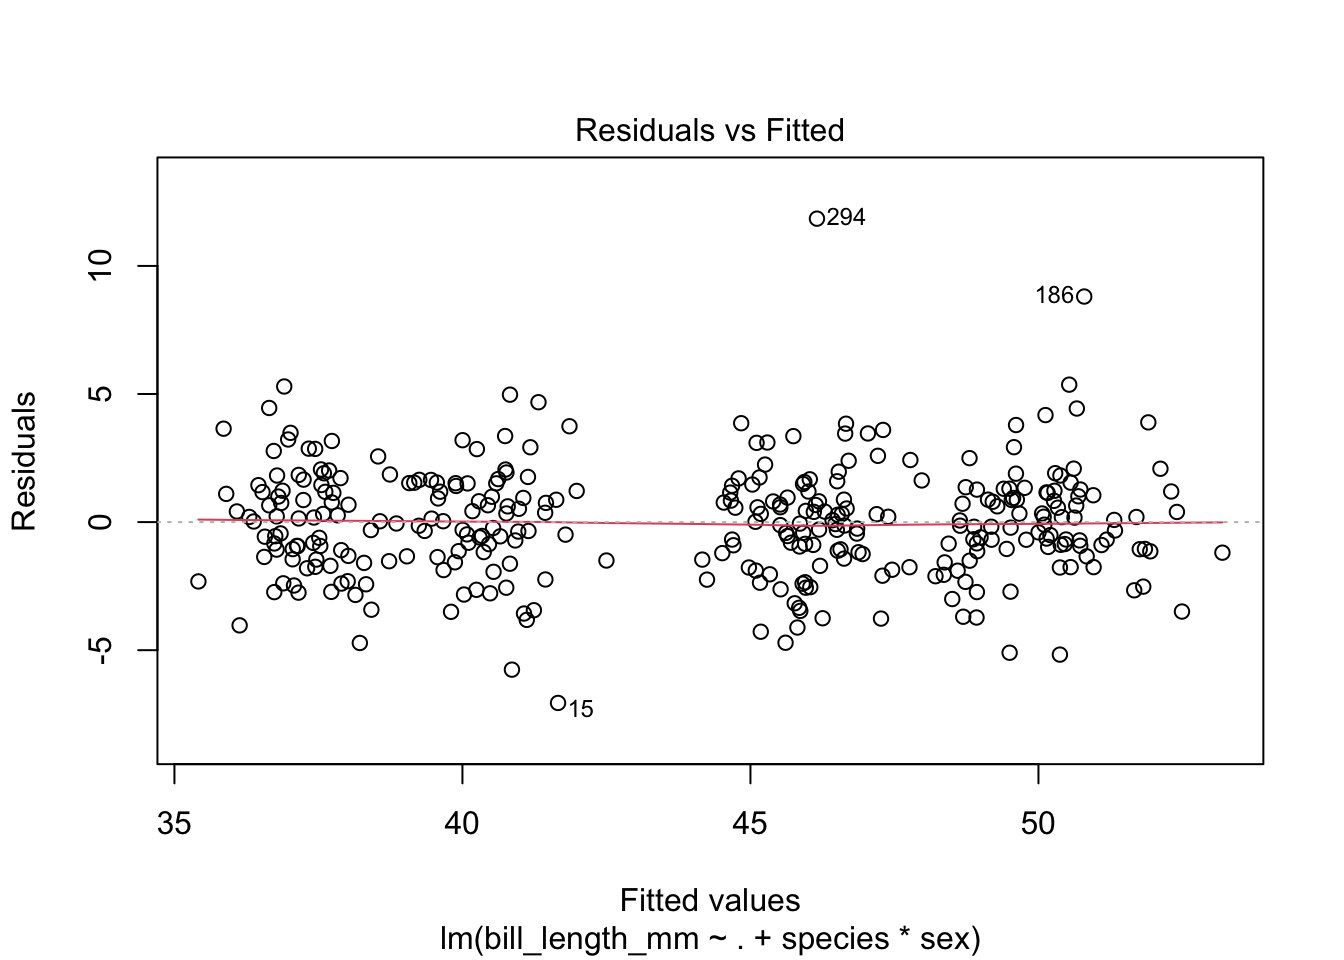 Residuals vs Fitted
Residuals
10
5
0
-5
294
186
15
35 40 45 50
Fitted values
lm(bill_length_mm ~ . + species * sex)